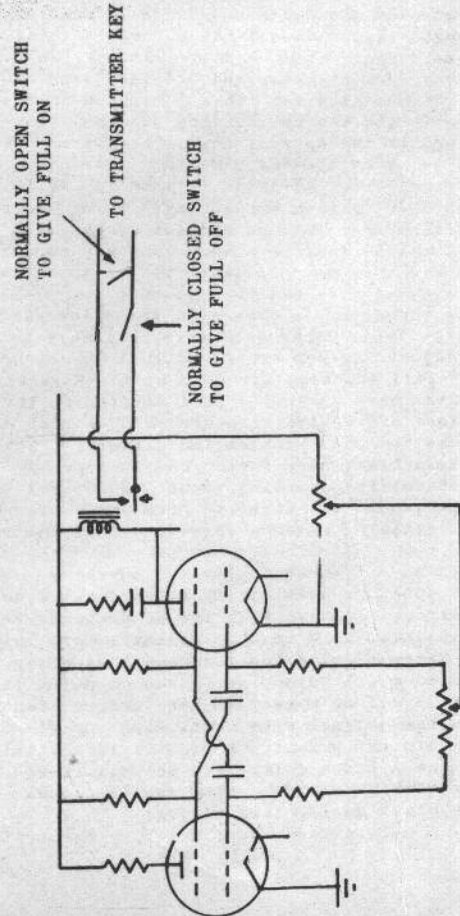 NORMALLY OPEN SWITCH
TO GIVE FULL ON
TO TRANSMITTER KEY
NORMALLY CLOSED SWITCH
TO GIVE FULL OFF